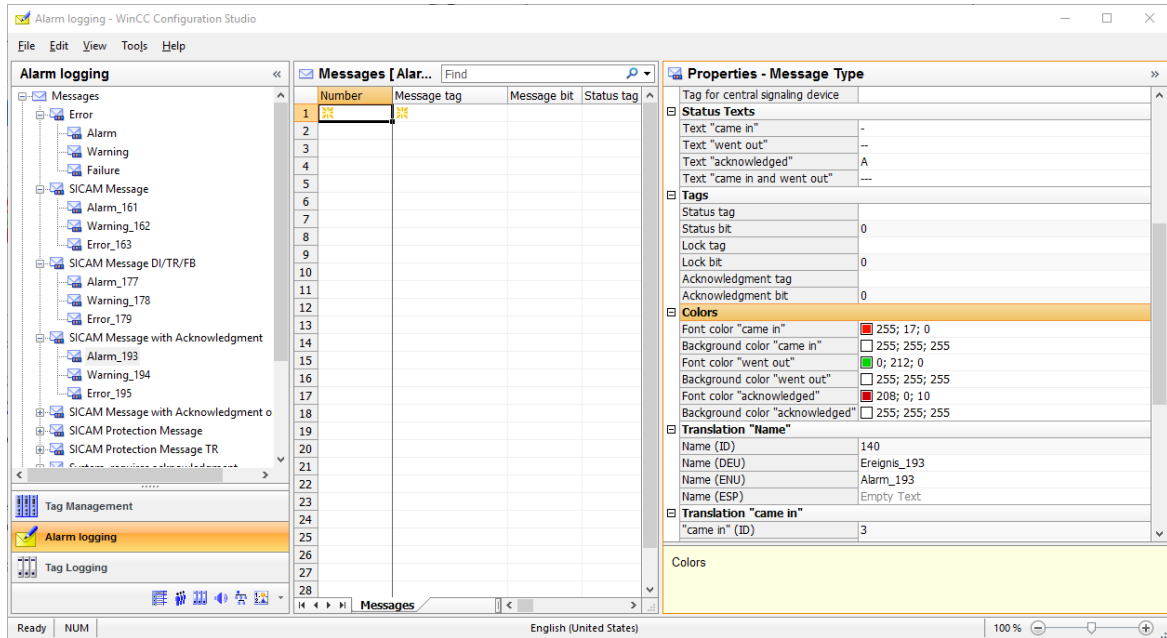 Alarm logging - WinCC Configuration Studio
File Edit View Tools Help
Alarm logging «
Messages
Error
Alarm
Warning
Failure
SICAM Message
Alarm_161
Warning_162
Error_163
SICAM Message DI/TR/FB
Alarm_177
Warning_178
Error_179
SICAM Message with Acknowledgment
Alarm_193
Warning_194
Error_195
SICAM Message with Acknowledgment o
SICAM Protection Message
SICAM Protection Message TR
System, requires acknowledgment
Tag Management
Alarm logging
Tag Logging
Messages [ Alar... Find
Number Message tag Message bit Status tag
1
2
3
4
5
6
7
8
9
10
11
12
13
14
15
16
17
18
19
20
21
22
23
24
25
26
27
28
Messages
Properties - Message Type »
Tag for central signaling device
Status Texts
Text "came in" -
Text "went out" --
Text "acknowledged" A
Text "came in and went out" ---
Tags
Status tag
Status bit 0
Lock tag
Lock bit 0
Acknowledgment tag
Acknowledgment bit 0
Colors
Font color "came in" 255; 17; 0
Background color "came in" 255; 255; 255
Font color "went out" 0; 212; 0
Background color "went out" 255; 255; 255
Font color "acknowledged" 208; 0; 10
Background color "acknowledged" 255; 255; 255
Translation "Name"
Name (ID) 140
Name (DEU) Ereignis_193
Name (ENU) Alarm_193
Name (ESP) Empty Text
Translation "came in"
"came in" (ID) 3
Colors
Ready NUM English (United States) 100 %